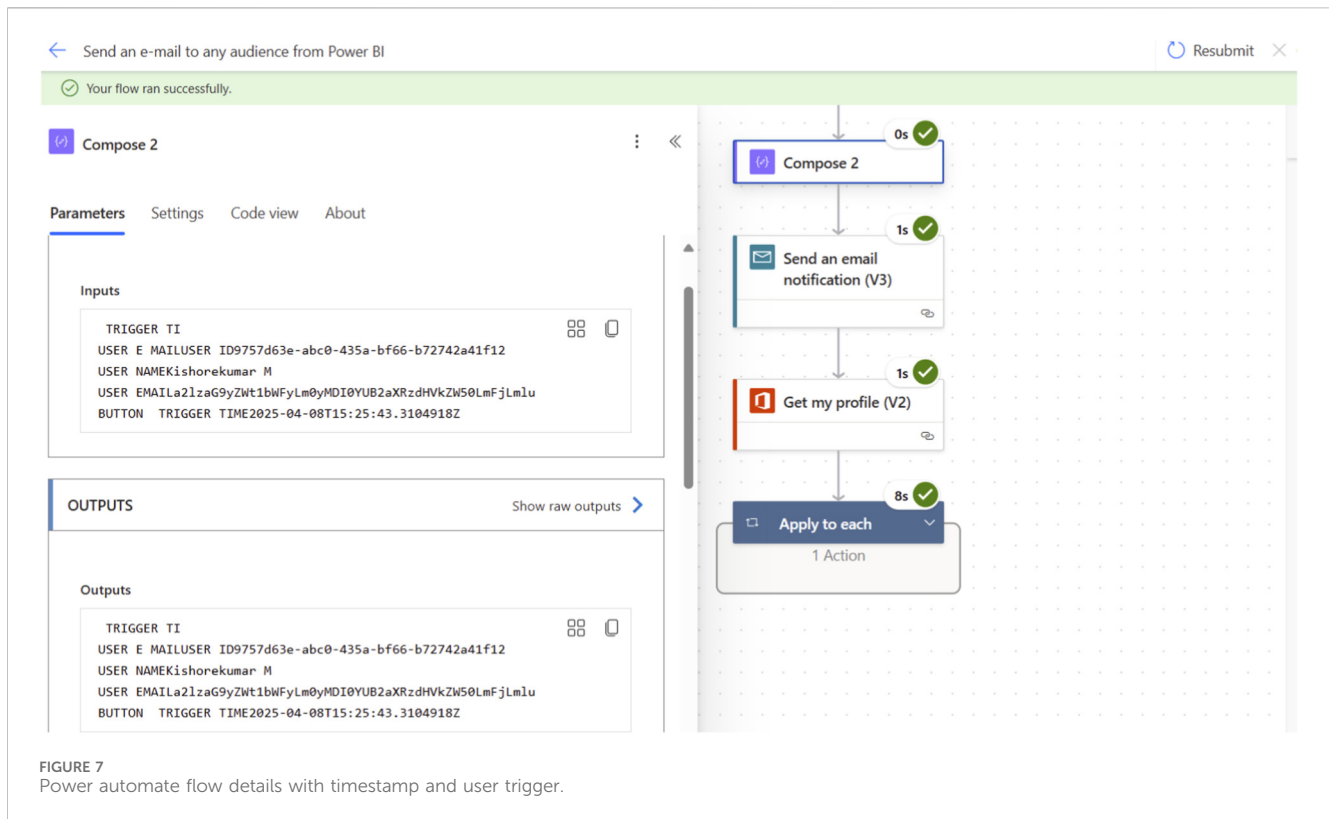 Send an e-mail to any audience from Power BI
Resubmit
Your flow ran successfully.
Compose 2
Parameters Settings Code view About
Inputs
TRIGGER TI
USER E MAILUSER ID9757d63e-abc0-435a-bf66-b72742a41f12
USER NAMEKishorekumar M
USER EMAILa2lzaG9yZWt1bWFyLm0yMDI0YUB2aXRzdHVkZW50LmFjLmlu
BUTTON  TRIGGER TIME2025-04-08T15:25:43.3104918Z
OUTPUTS
Show raw outputs
Outputs
TRIGGER TI
USER E MAILUSER ID9757d63e-abc0-435a-bf66-b72742a41f12
USER NAMEKishorekumar M
USER EMAILa2lzaG9yZWt1bWFyLm0yMDI0YUB2aXRzdHVkZW50LmFjLmlu
BUTTON  TRIGGER TIME2025-04-08T15:25:43.3104918Z
0s
Compose 2
1s
Send an email
notification (V3)
1s
Get my profile (V2)
8s
Apply to each
1 Action
FIGURE 7
Power automate flow details with timestamp and user trigger.